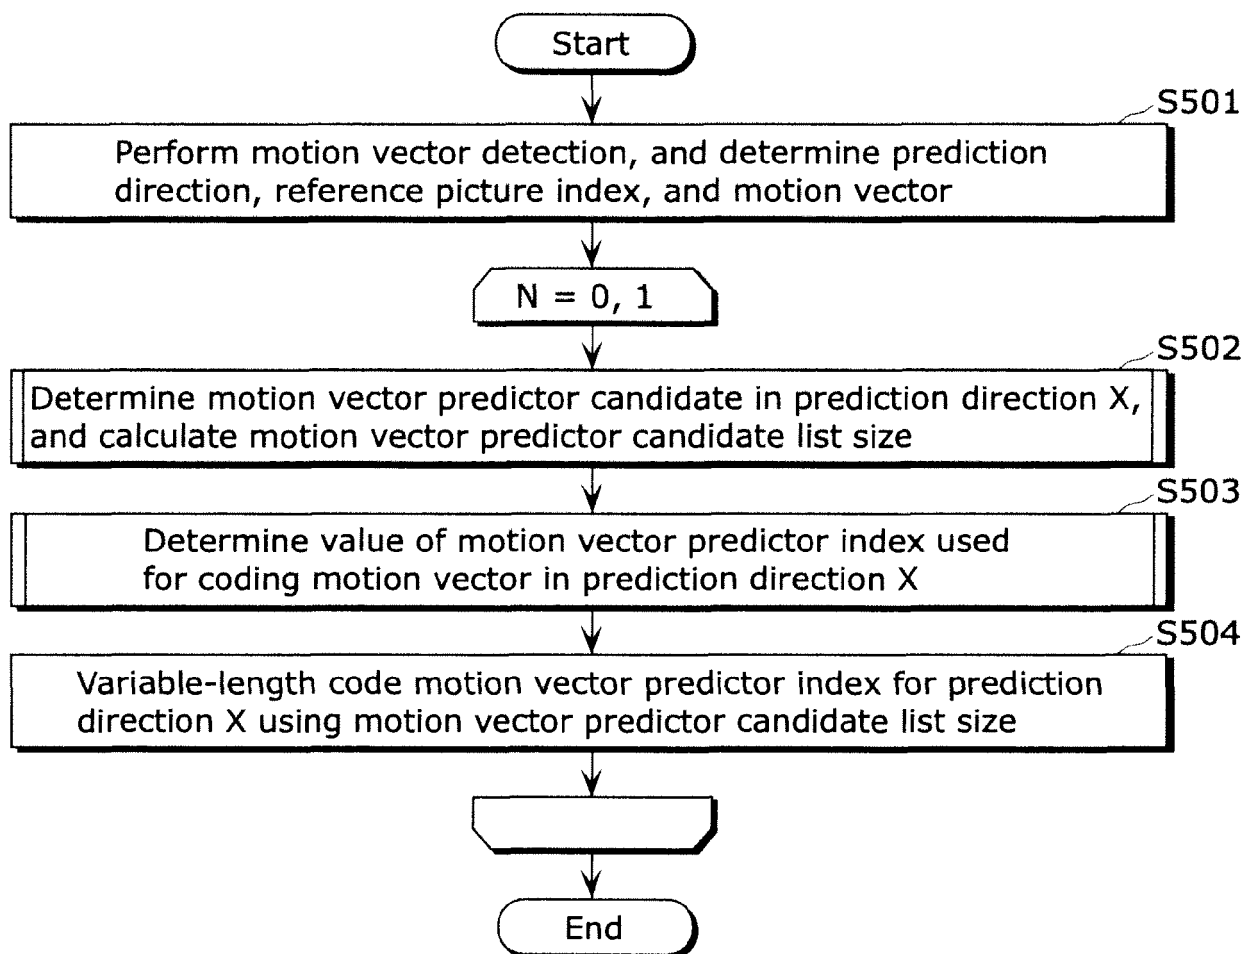 Start
S501
Perform motion vector detection, and determine prediction
direction, reference picture index, and motion vector
N = 0, 1
S502
Determine motion vector predictor candidate in prediction direction X,
and calculate motion vector predictor candidate list size
S503
Determine value of motion vector predictor index used
for coding motion vector in prediction direction X
S504
Variable-length code motion vector predictor index for prediction
direction X using motion vector predictor candidate list size
End